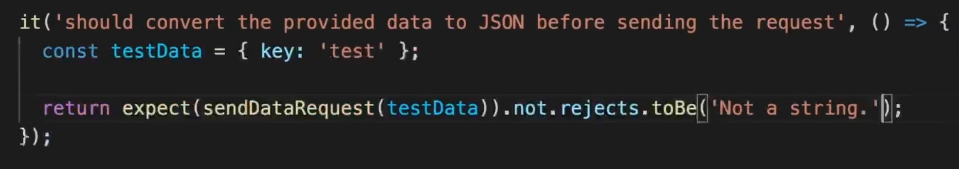 it('should convert the provided data to JSON before sending the request', () => {
const testData = { key: 'test' };
return expect(sendDataRequest(testData)).not.rejects.toBe('Not a string.');
});